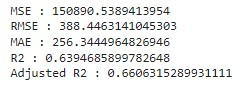 MSE : 150890.5389413954
RMSE : 388.4463141045303
MAE : 256.3444964826946
R2 : 0.6394685899782648
Adjusted R2 : 0.6606315289931111